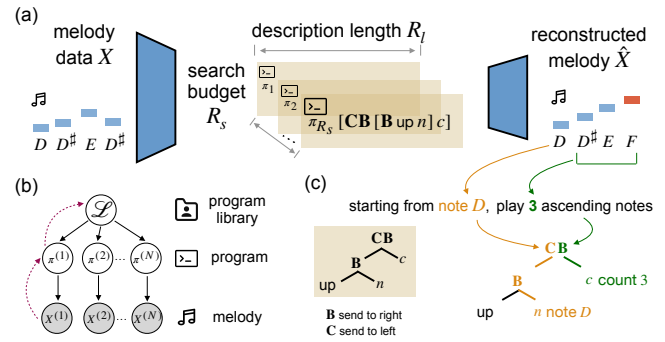 (a)
melody
data X
D D♯ E D♯
search
budget
R_s
description length R_l
π_1
π_2
...
π_{R_s} [CB [B up n] c]
reconstructed
melody X̂
D D♯ E F
(b)
ℒ
program
library
π^(1) π^(2) ... π^(N)
program
X^(1) X^(2) ... X^(N)
melody
(c)
starting from note D, play 3 ascending notes
CB
B
c
up
n
B send to right
C send to left
CB
c count 3
B
up
n note D